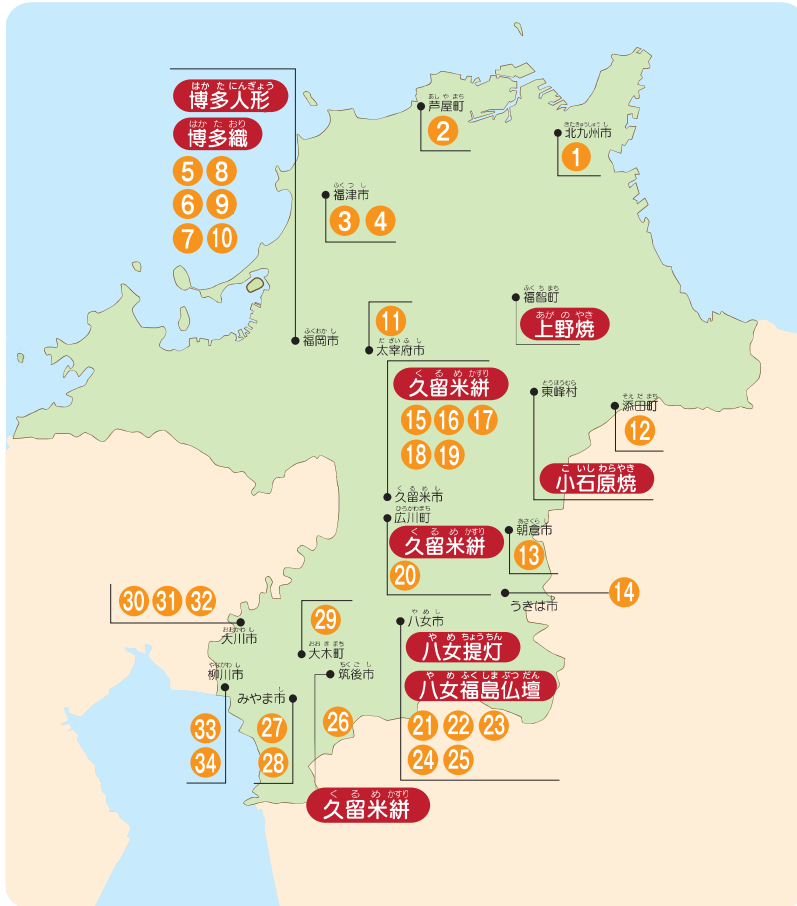 はかたにんぎょう
博多人形
はかたおり
博多織
5 8
6 9
7 10
ふくおかし
福岡市
あしやまち
芦屋町
2
きたきゅうしゅうし
北九州市
1
ふくつし
福津市
3 4
11
だざいふし
太宰府市
ふくちまち
福智町
あがのやき
上野焼
くるめかすり
久留米絣
15 16 17
18 19
くるめし
久留米市
とうほうむら
東峰村
こいしわらやき
小石原焼
そえだまち
添田町
12
ひろかわまち
広川町
くるめかすり
久留米絣
20
あさくらし
朝倉市
13
うきは市
し
14
30 31 32
おおかわし
大川市
29
おおきまち
大木町
やめし
八女市
やめちょうちん
八女提灯
やめふくしまぶつだん
八女福島仏壇
21 22 23
24 25
やながわし
柳川市
33
34
し
みやま市
27
28
ちくごし
筑後市
26
くるめかすり
久留米絣